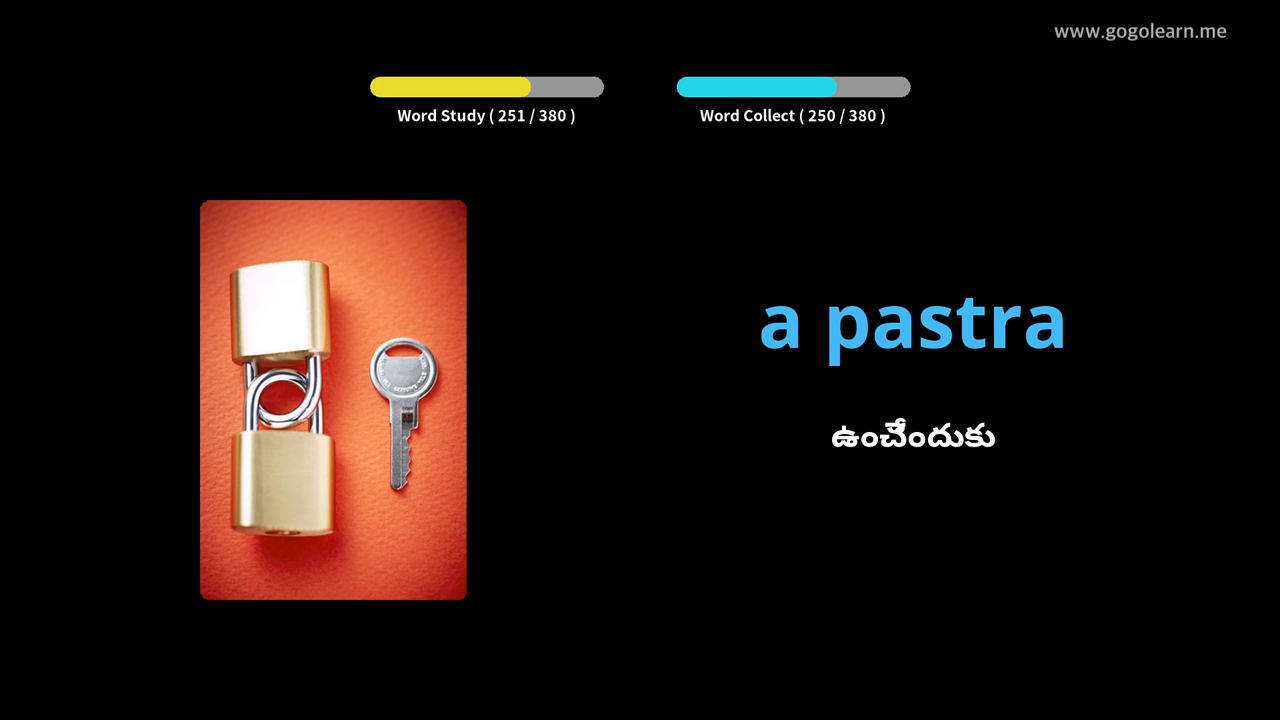 www.gogolearn.me
Word Study ( 251 / 380 )
Word Collect ( 250 / 380 )
a pastra
ఉంచేందుకు